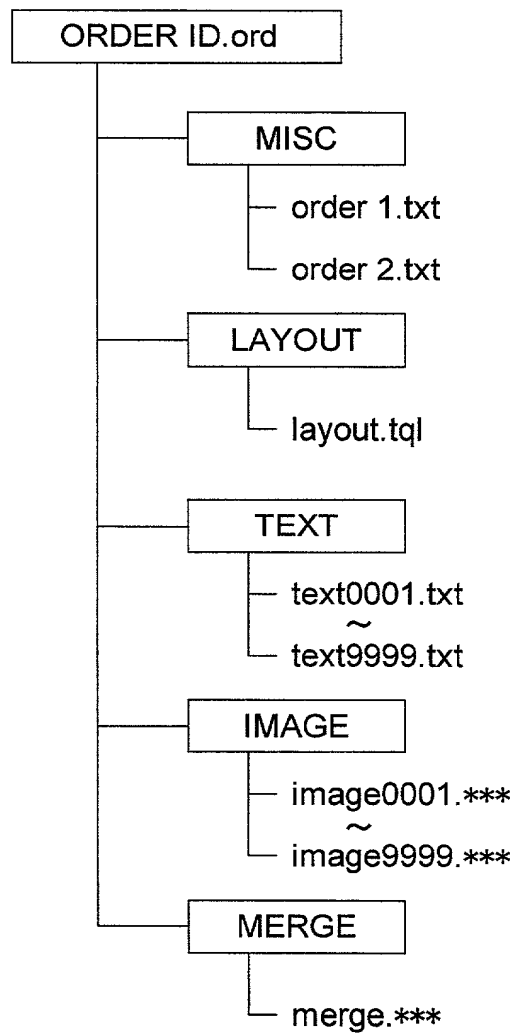 ORDER ID.ord
MISC
order 1.txt
order 2.txt
LAYOUT
layout.tql
TEXT
text0001.txt
~
text9999.txt
IMAGE
image0001.***
~
image9999.***
MERGE
merge.***